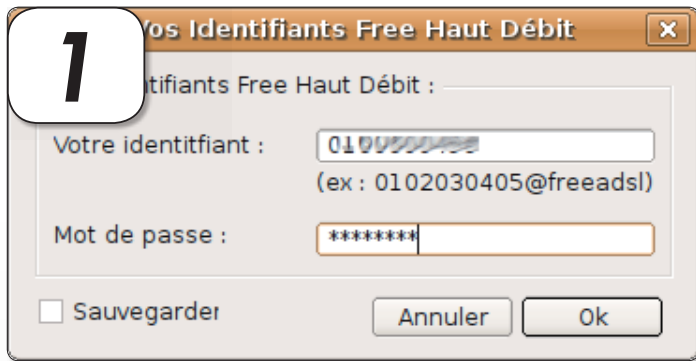 1
Vos Identifiants Free Haut Débit
tifiants Free Haut Débit :
Votre identitfiant :
(ex : 0102030405@freeadsl)
Mot de passe : ********
Sauvegarder Annuler Ok